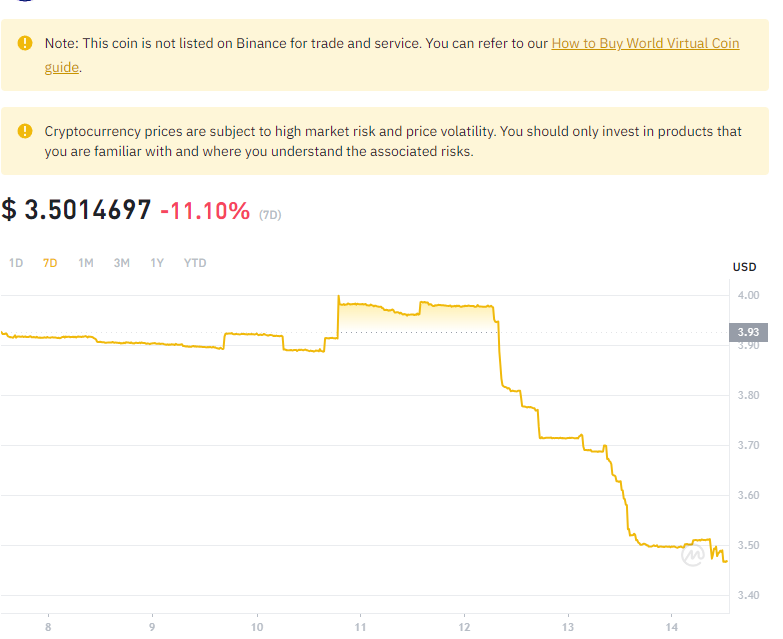 Note: This coin is not listed on Binance for trade and service. You can refer to our How to Buy World Virtual Coin
guide.
Cryptocurrency prices are subject to high market risk and price volatility. You should only invest in products that
you are familiar with and where you understand the associated risks.
$ 3.5014697 -11.10% (7D)
1D 7D 1M 3M 1Y YTD
USD
4.00
3.93
3.90
3.80
3.70
3.60
3.50
3.40
8 9 10 11 12 13 14